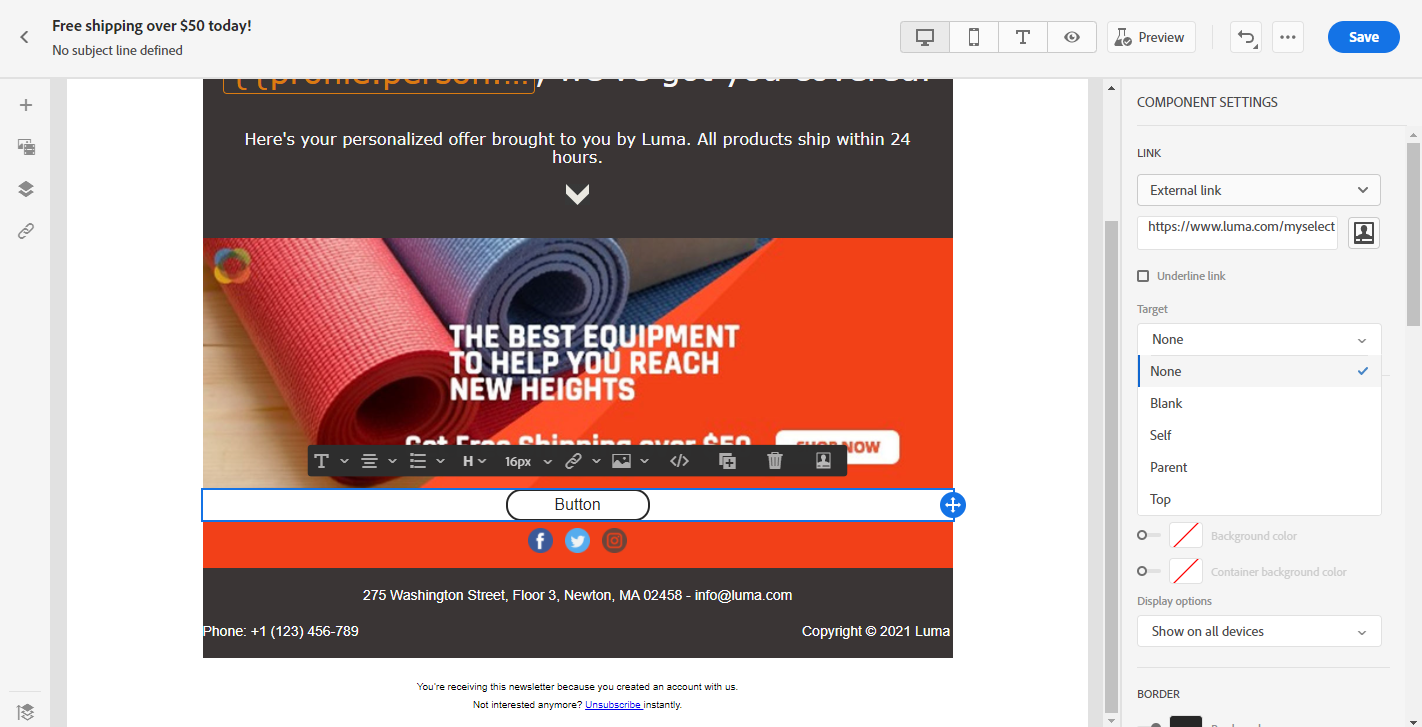 Free shipping over $50 today!
No subject line defined
Preview
Save
{{profile.person.... , we've got you covered!
Here's your personalized offer brought to you by Luma. All products ship within 24
hours.
THE BEST EQUIPMENT
TO HELP YOU REACH
NEW HEIGHTS
Get Free Shipping over $50
SHOP NOW
H
16px
Button
275 Washington Street, Floor 3, Newton, MA 02458 - info@luma.com
Phone: +1 (123) 456-789
Copyright © 2021 Luma
You're receiving this newsletter because you created an account with us.
Not interested anymore? Unsubscribe instantly.
COMPONENT SETTINGS
LINK
External link
https://www.luma.com/myselect
Underline link
Target
None
None
Blank
Self
Parent
Top
Background color
Container background color
Display options
Show on all devices
BORDER